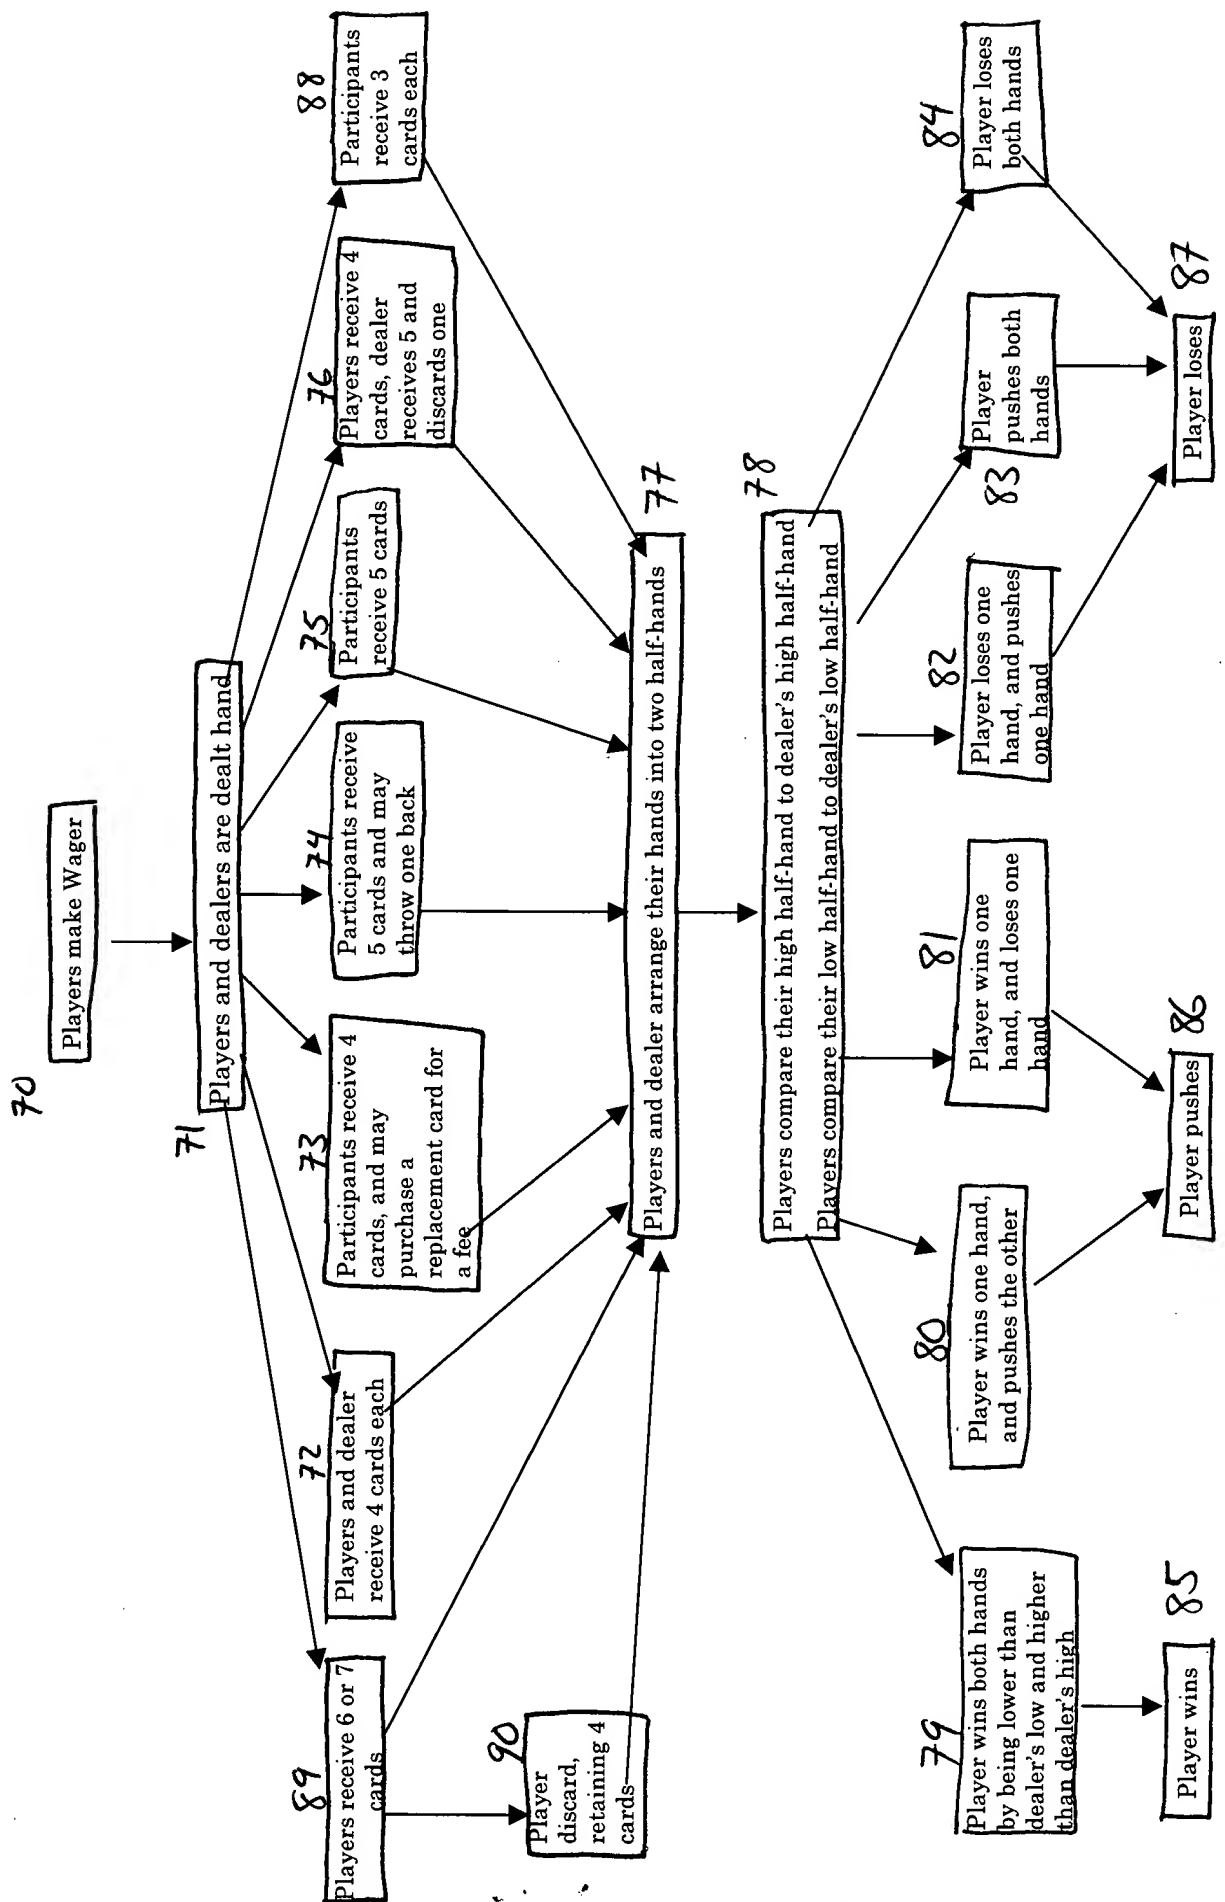 70
Players make Wager
71
Players and dealers are dealt hand
89
Players receive 6 or 7
cards
72
Players and dealer
receive 4 cards each
73
Participants receive 4
cards, and may
purchase a
replacement card for
a fee
74
Participants receive
5 cards and may
throw one back
75
Participants
receive 5 cards
76
Players receive 4
cards, dealer
receives 5 and
discards one
88
Participants
receive 3
cards each
90
Player
discard,
retaining 4
cards
77
Players and dealer arrange their hands into two half-hands
78
Players compare their high half-hand to dealer's high half-hand
Players compare their low half-hand to dealer's low half-hand
79
Player wins both hands
by being lower than
dealer's low and higher
than dealer's high
80
Player wins one hand,
and pushes the other
81
Player wins one
hand, and loses one
hand
82
Player loses one
hand, and pushes
one hand
83
Player
pushes both
hands
84
Player loses
both hands
85
Player wins
86
Player pushes
87
Player loses